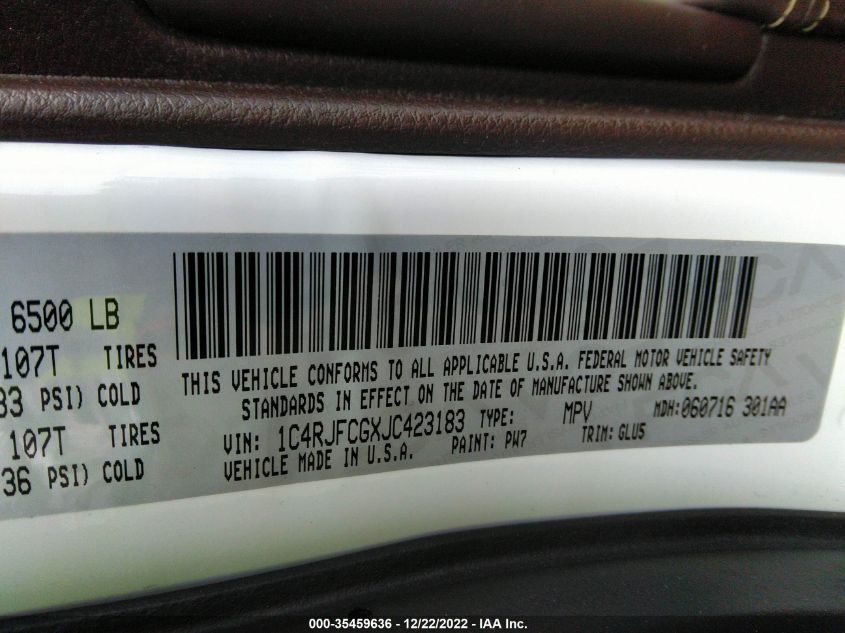 6500 LB
107T TIRES
33 PSI) COLD
107T TIRES
36 PSI) COLD
THIS VEHICLE CONFORMS TO ALL APPLICABLE U.S.A. FEDERAL MOTOR VEHICLE SAFETY
STANDARDS IN EFFECT ON THE DATE OF MANUFACTURE SHOWN ABOVE.
VIN: 1C4RJFCGXJC423183 TYPE: MPV MDH:060716 301AA
VEHICLE MADE IN U.S.A. PAINT: PW7 TRIM: GLU5
000-35459636 - 12/22/2022 - IAA Inc.